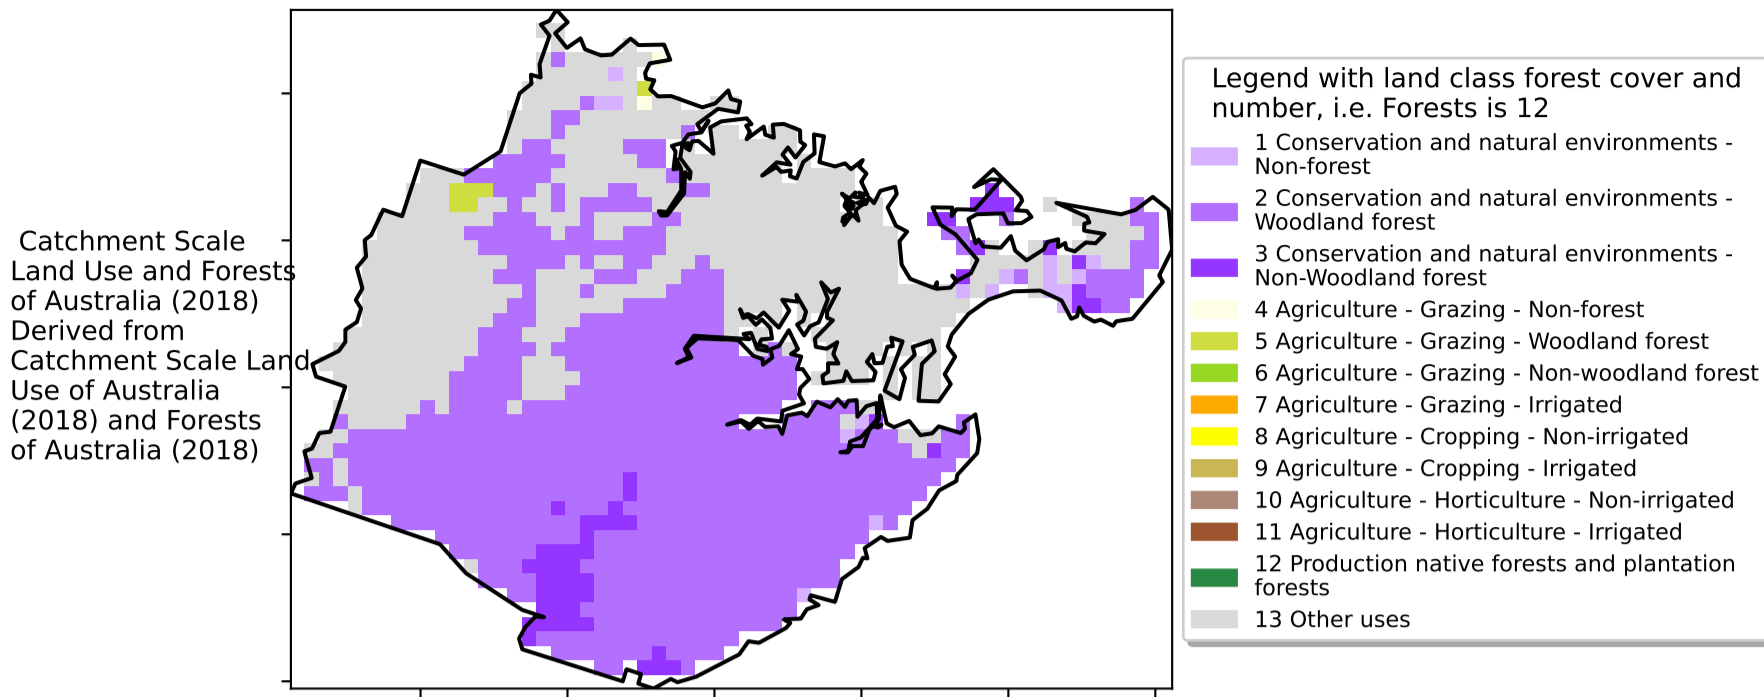 Catchment Scale
Land Use and Forests
of Australia (2018)
Derived from
Catchment Scale Land
Use of Australia
(2018) and Forests
of Australia (2018)
Legend with land class forest cover and
number, i.e. Forests is 12
1 Conservation and natural environments -
Non-forest
2 Conservation and natural environments -
Woodland forest
3 Conservation and natural environments -
Non-Woodland forest
4 Agriculture - Grazing - Non-forest
5 Agriculture - Grazing - Woodland forest
6 Agriculture - Grazing - Non-woodland forest
7 Agriculture - Grazing - Irrigated
8 Agriculture - Cropping - Non-irrigated
9 Agriculture - Cropping - Irrigated
10 Agriculture - Horticulture - Non-irrigated
11 Agriculture - Horticulture - Irrigated
12 Production native forests and plantation
forests
13 Other uses